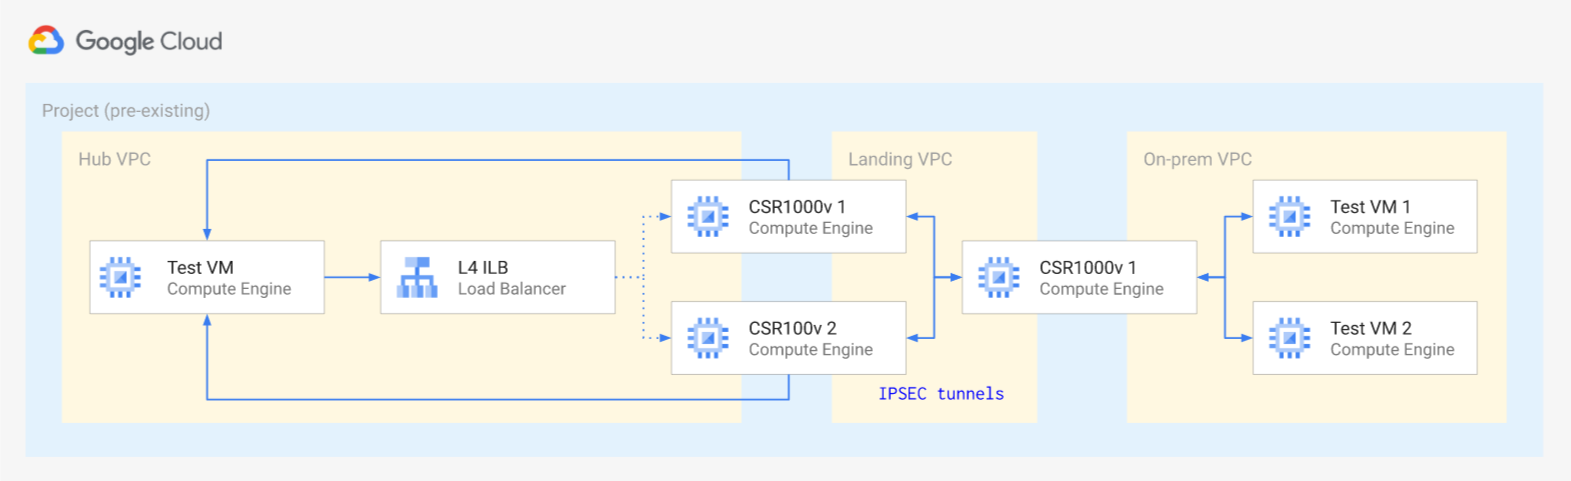 Google Cloud
Project (pre-existing)
Hub VPC
Landing VPC
On-prem VPC
Test VM
Compute Engine
L4 ILB
Load Balancer
CSR1000v 1
Compute Engine
CSR100v 2
Compute Engine
IPSEC tunnels
CSR1000v 1
Compute Engine
Test VM 1
Compute Engine
Test VM 2
Compute Engine